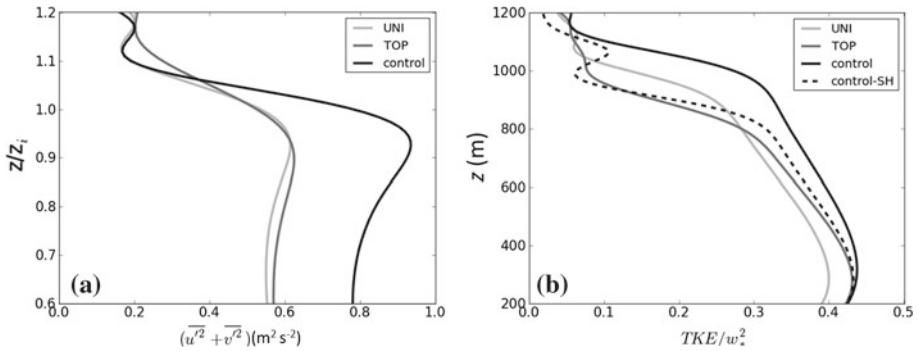 1.2
1.1
1.0
0.9
0.8
0.7
0.6
z/z_i
UNI
TOP
control
(a)
0.0 0.2 0.4 0.6 0.8 1.0
(\overline{u'^2} + \overline{v'^2})(m² s⁻²)
1200
1000
800
600
400
200
z (m)
UNI
TOP
control
control-SH
(b)
0.0 0.1 0.2 0.3 0.4 0.5
TKE/w_*^2